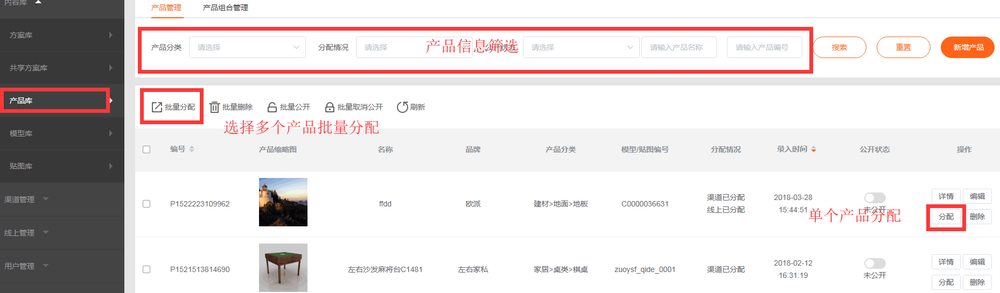 内容库
产品管理 产品组合管理
方案库
共享方案库
产品库
模型库
贴图库
渠道管理
线上管理
用户管理
产品分类 请选择 分配情况 请选择 公开状态 请选择 请输入产品名称 请输入产品编号 搜索 重置 新增产品
产品信息筛选
批量分配 批量删除 批量公开 批量取消公开 刷新
选择多个产品批量分配
编号 产品缩略图 名称 品牌 产品分类 模型/贴图编号 分配情况 录入时间 公开状态 操作
P1522223109962 ffdd 欧派 建材>地面>地板 C0000036631 渠道已分配 2018-03-28 详情 编辑
线上已分配 15:44:51 未公开 分配 删除
单个产品分配
P1521513814690 左右沙发麻将台C1481 左右家私 家居>桌类>棋桌 zuoysf_qide_0001 渠道已分配 2018-02-12 详情 编辑
16:31:19 未公开 分配 删除